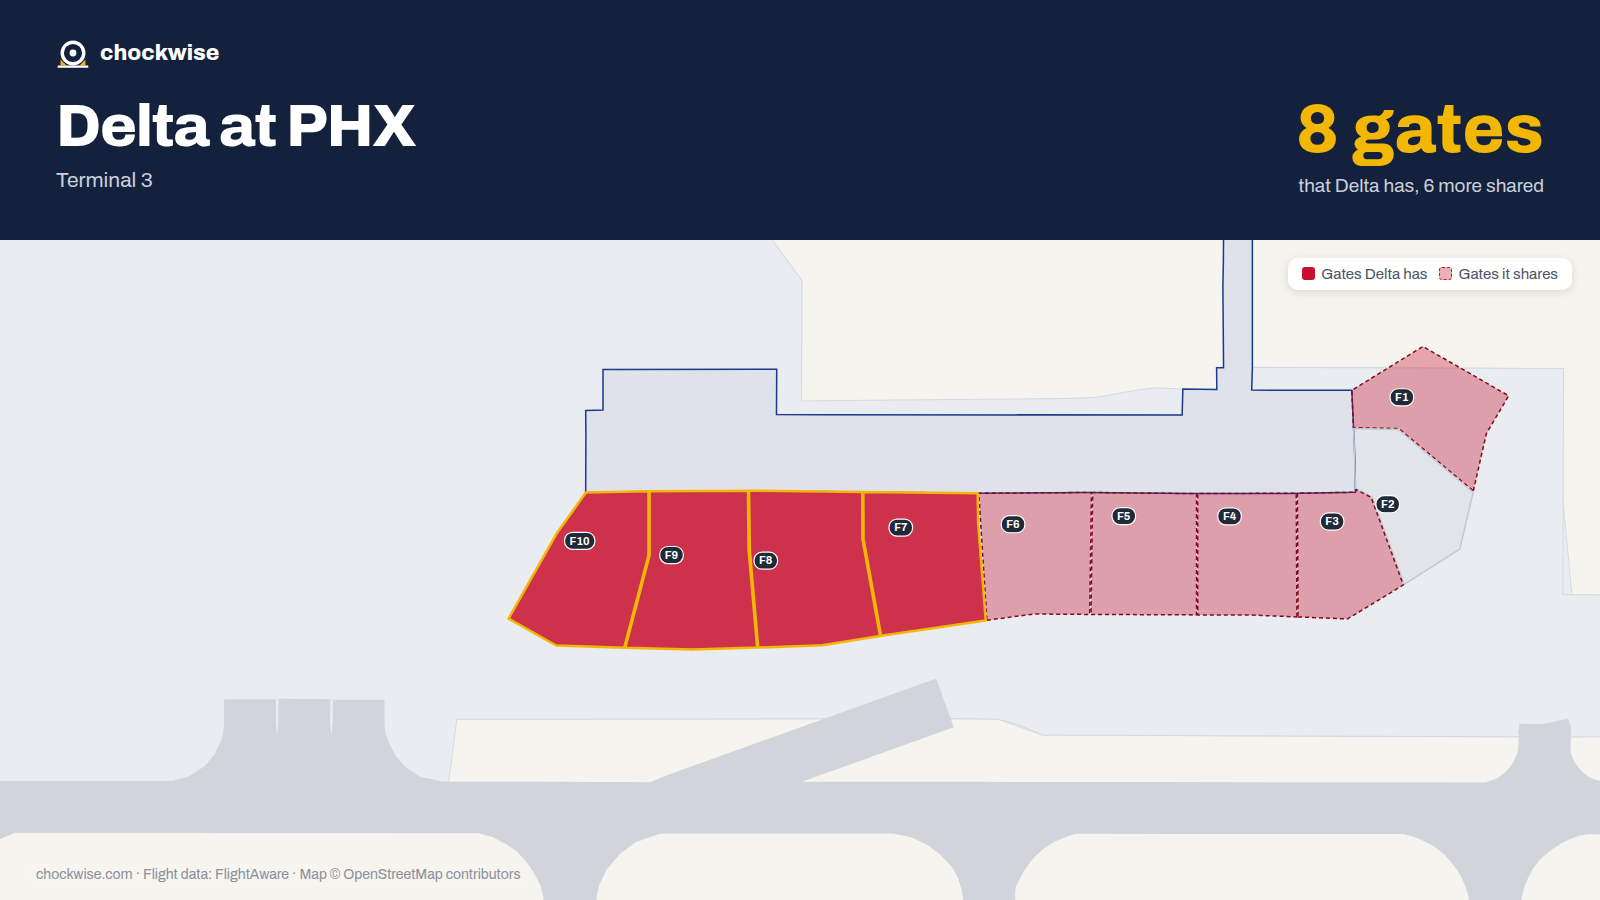 chockwise
Delta at PHX
Terminal 3
8 gates
that Delta has, 6 more shared
Gates Delta has
Gates it shares
F1
F2
F3
F4
F5
F6
F7
F8
F9
F10
chockwise.com · Flight data: FlightAware · Map © OpenStreetMap contributors